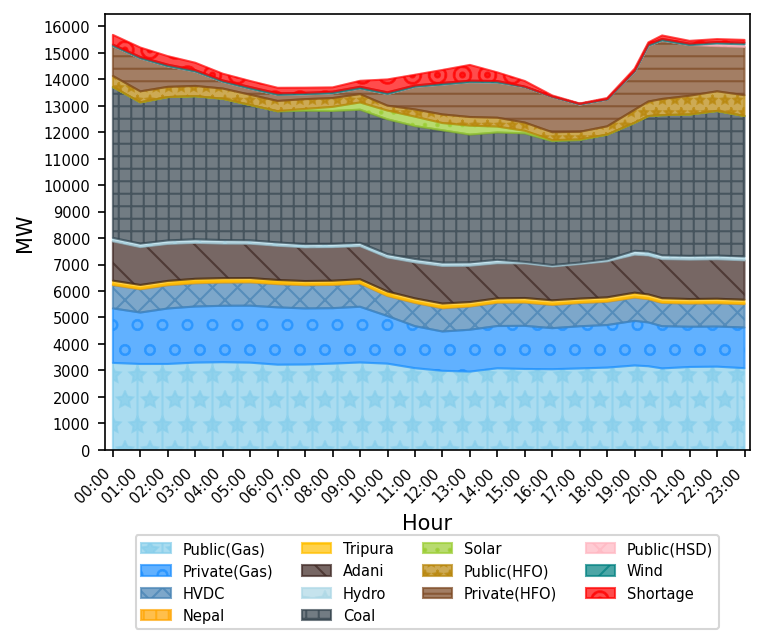 16000
15000
14000
13000
12000
11000
10000
9000
8000
7000
6000
5000
4000
3000
2000
1000
0
MW
00:00 01:00 02:00 03:00 04:00 05:00 06:00 07:00 08:00 09:00 10:00 11:00 12:00 13:00 14:00 15:00 16:00 17:00 18:00 19:00 20:00 21:00 22:00 23:00
Hour
Public(Gas) Tripura Solar Public(HSD)
Private(Gas) Adani Public(HFO) Wind
HVDC Hydro Private(HFO) Shortage
Nepal Coal